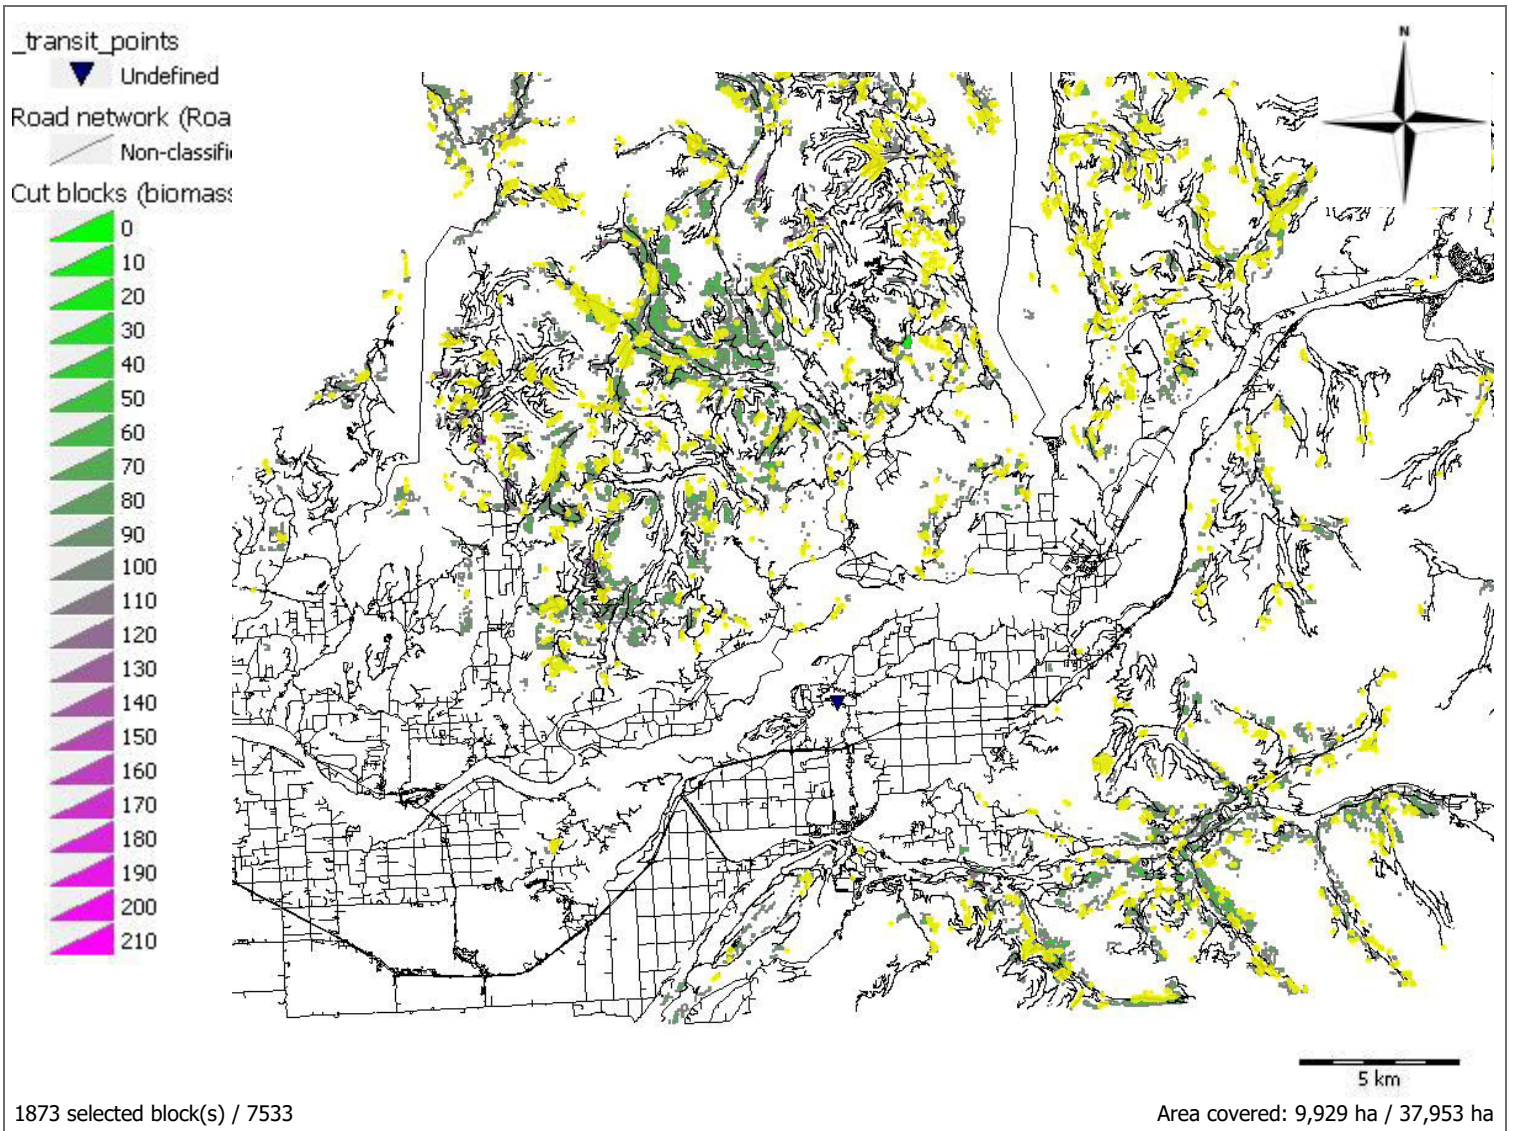 _transit_points
Undefined
Road network (Roa
Non-classifi
Cut blocks (biomass
0
10
20
30
40
50
60
70
80
90
100
110
120
130
140
150
160
170
180
190
200
210
N
5 km
1873 selected block(s) / 7533
Area covered: 9,929 ha / 37,953 ha